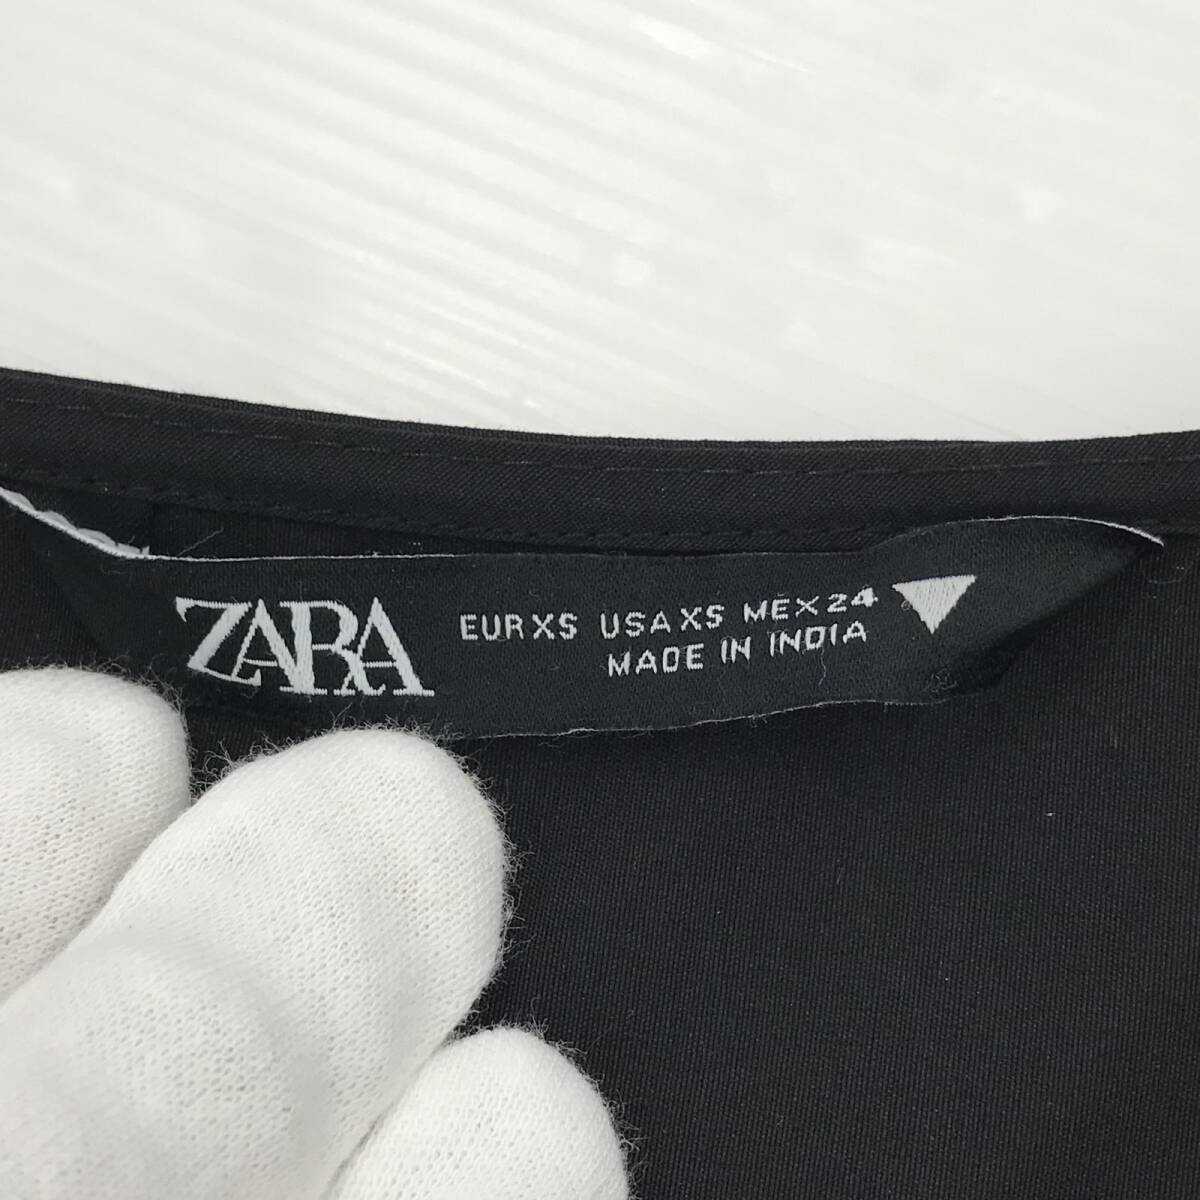 ZARA
EUR XS USA XS MEX 24
MADE IN INDIA